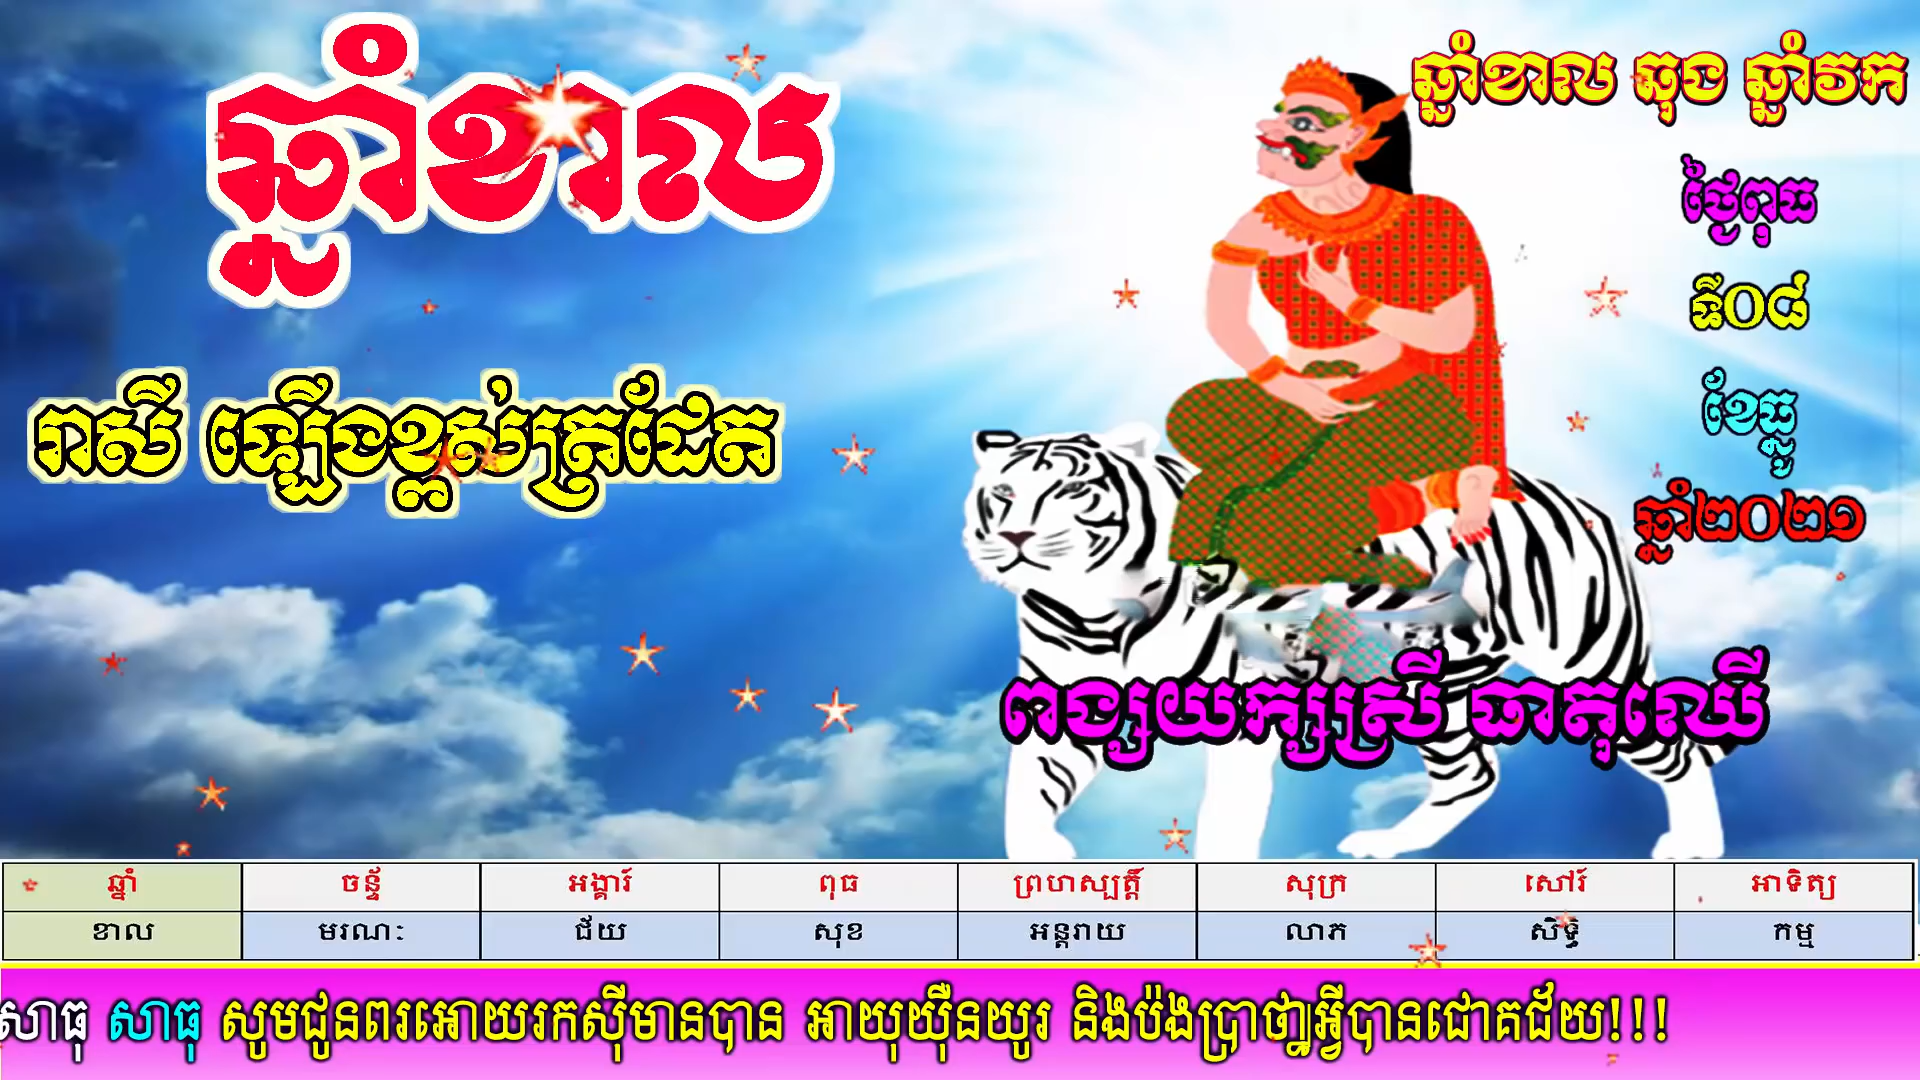 ឆ្នាំខាល
រាសី ឡើងខ្ពស់ត្រដែត
ឆ្នាំខាល ឆុង ឆ្នាំវក
ថ្ងៃពុធ
ទី០៨
ខែធ្នូ
ឆ្នាំ២០២១
ពង្សយក្សស្រី ធាតុឈើ
ឆ្នាំ ចន្ទ័ អង្គារ៍ ពុធ ព្រហស្បត្តិ៍ សុក្រ សៅរ៍ អាទិត្យ
ខាល មរណៈ ជ័យ សុខ អន្តរាយ លាភ សិទ្ធិ កម្ម
សាធុ សាធុ សូមជូនពរអោយរកស៊ីមានបាន អាយុយ៉ឺនយូរ និងប៉ងប្រាថ្នាអ្វីបានជោគជ័យ!!!